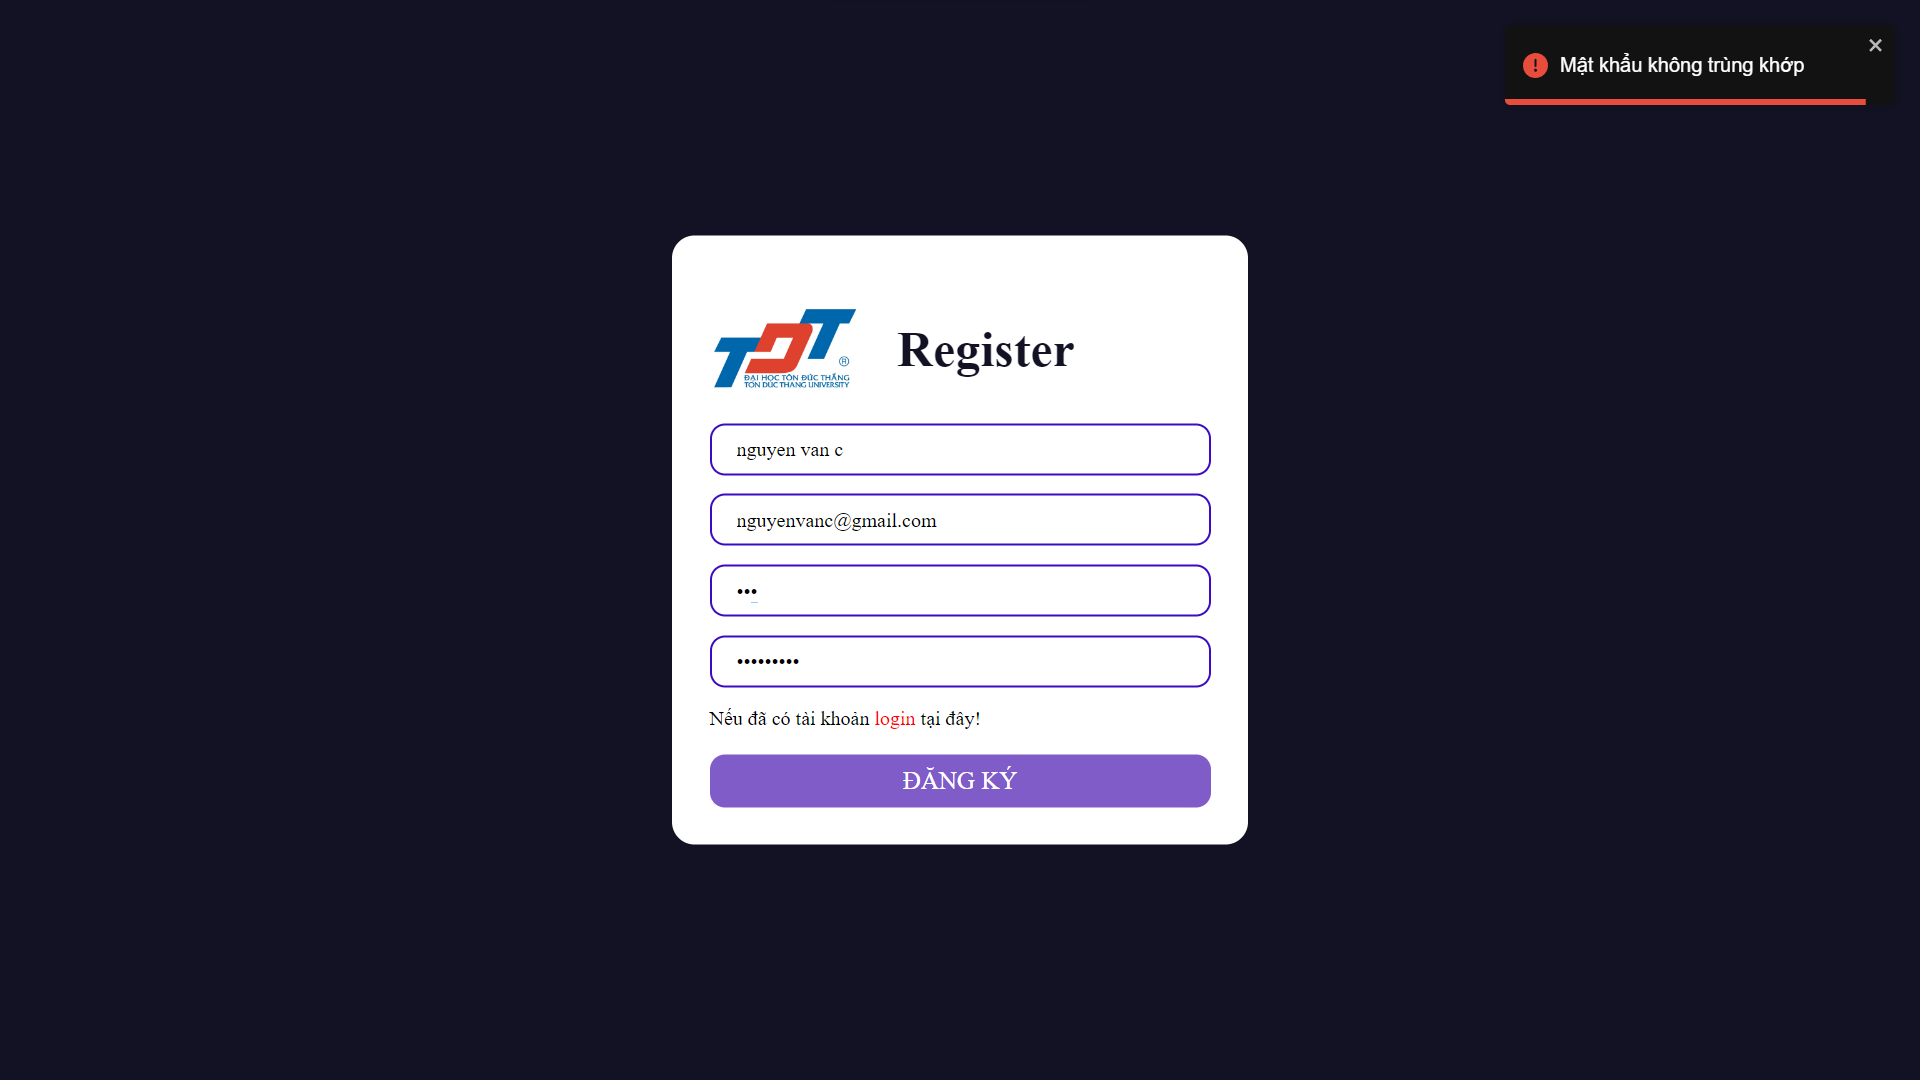 Mật khẩu không trùng khớp
TDT
®
ĐẠI HỌC TÔN ĐỨC THẮNG
TON DUC THANG UNIVERSITY
Register
nguyen van c
nguyenvanc@gmail.com
•••
•••••••••
Nếu đã có tài khoản login tại đây!
ĐĂNG KÝ